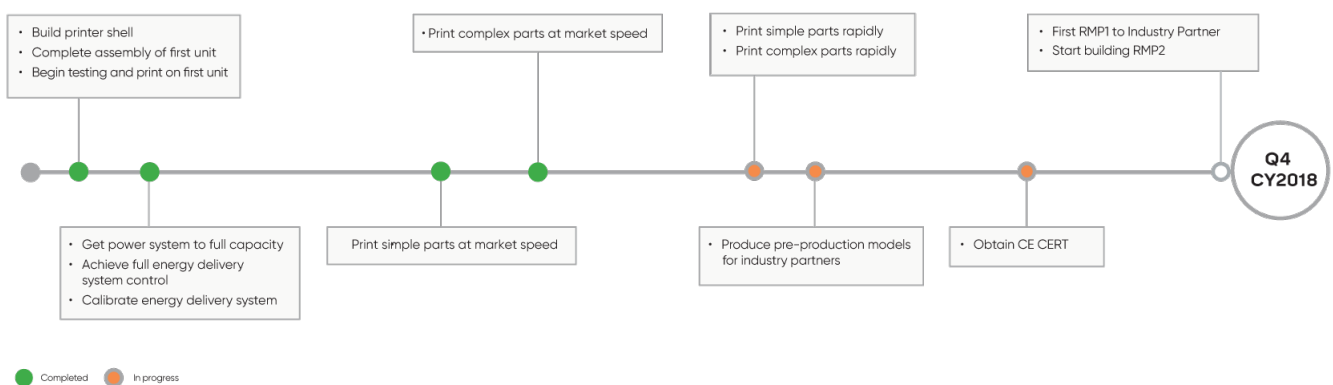 • Build printer shell
• Complete assembly of first unit
• Begin testing and print on first unit
• Print complex parts at market speed
• Print simple parts rapidly
• Print complex parts rapidly
• First RMP1 to Industry Partner
• Start building RMP2
Q4
CY2018
• Get power system to full capacity
• Achieve full energy delivery
system control
• Calibrate energy delivery system
• Print simple parts at market speed
• Produce pre-production models
for industry partners
• Obtain CE CERT
Completed
In progress